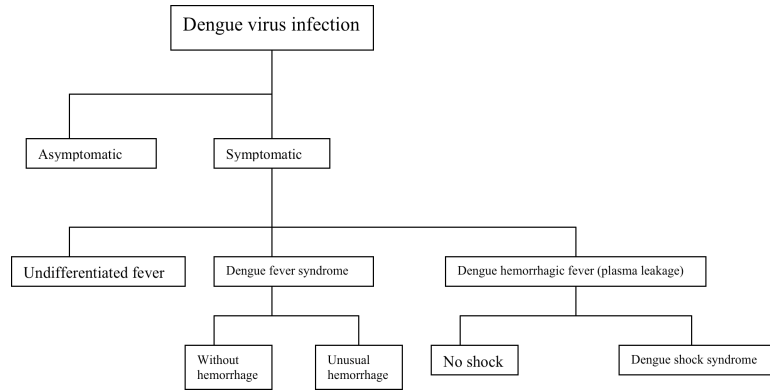 Dengue virus infection
Asymptomatic
Symptomatic
Undifferentiated fever
Dengue fever syndrome
Dengue hemorrhagic fever (plasma leakage)
Without
hemorrhage
Unusual
hemorrhage
No shock
Dengue shock syndrome